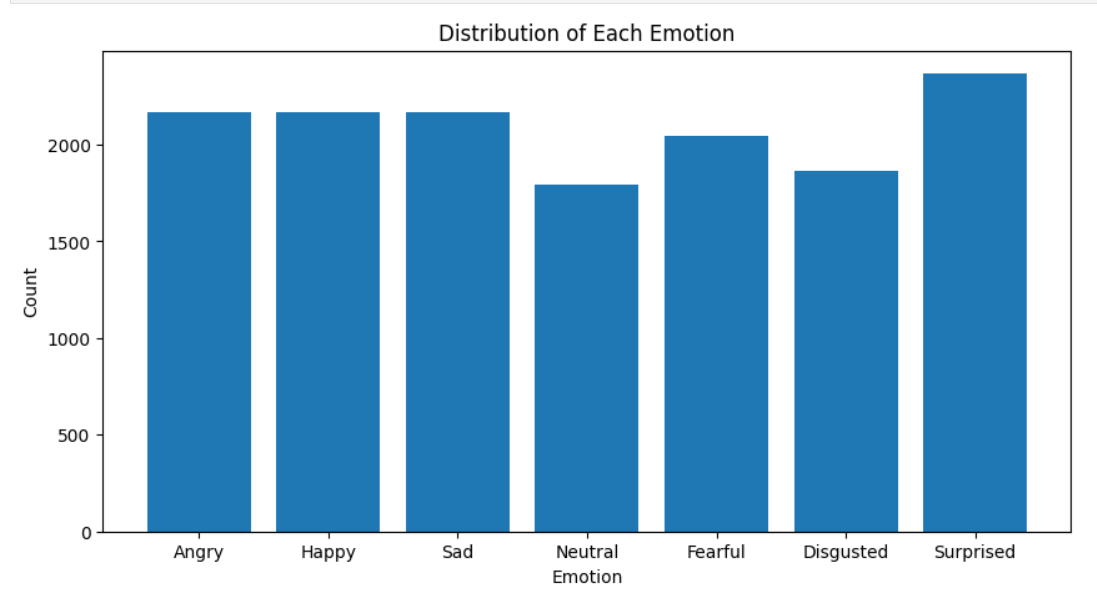 Distribution of Each Emotion
2000
1500
1000
500
0
Count
Angry Happy Sad Neutral Fearful Disgusted Surprised
Emotion